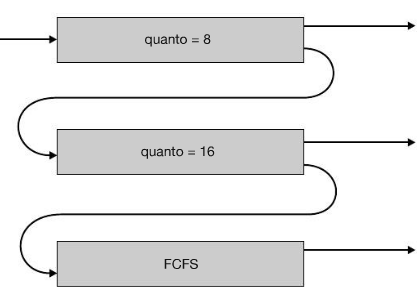 quanto = 8
quanto = 16
FCFS